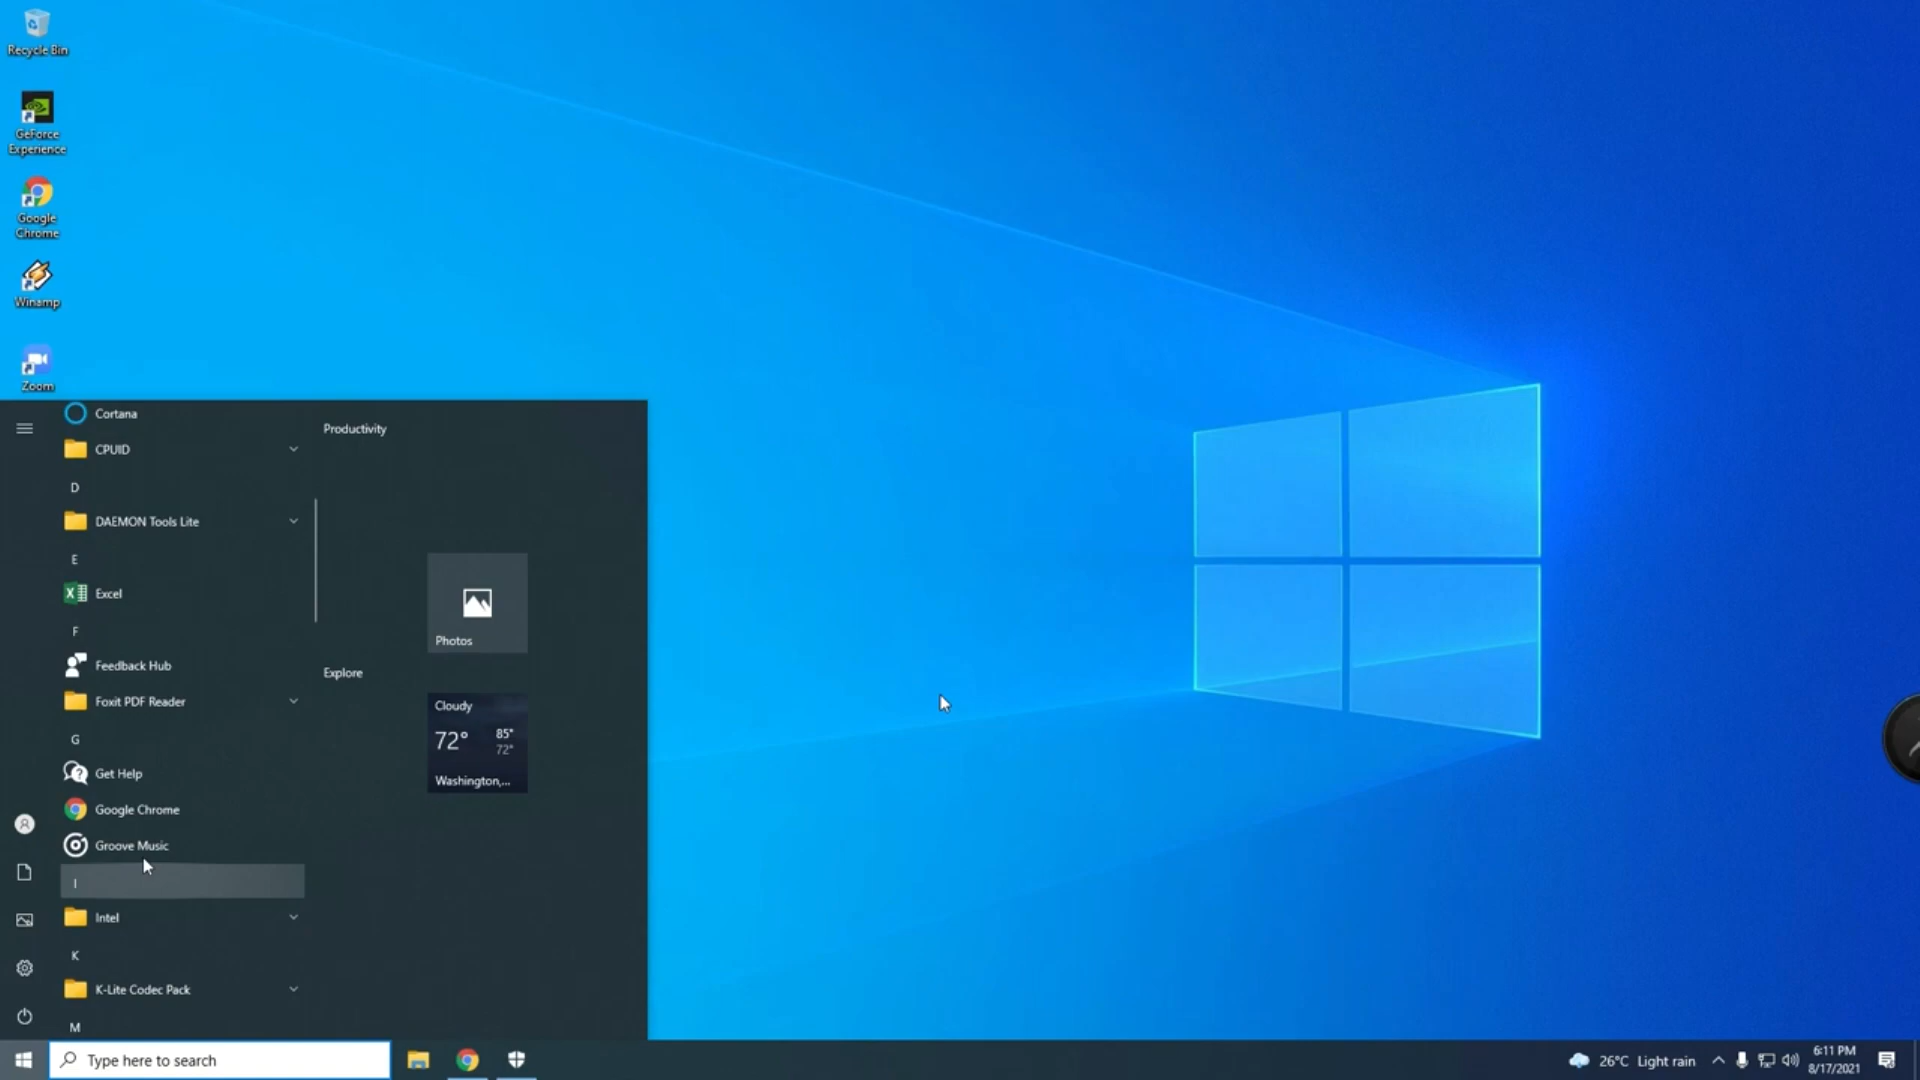 Recycle Bin
GeForce
Experience
Google
Chrome
Winamp
Zoom
Cortana
CPUID
D
DAEMON Tools Lite
E
Excel
F
Feedback Hub
Foxit PDF Reader
G
Get Help
Google Chrome
Groove Music
I
Intel
K
K-Lite Codec Pack
M
Productivity
Photos
Explore
Cloudy
72° 85°
72°
Washington,...
Type here to search
26°C Light rain
6:11 PM
8/17/2021